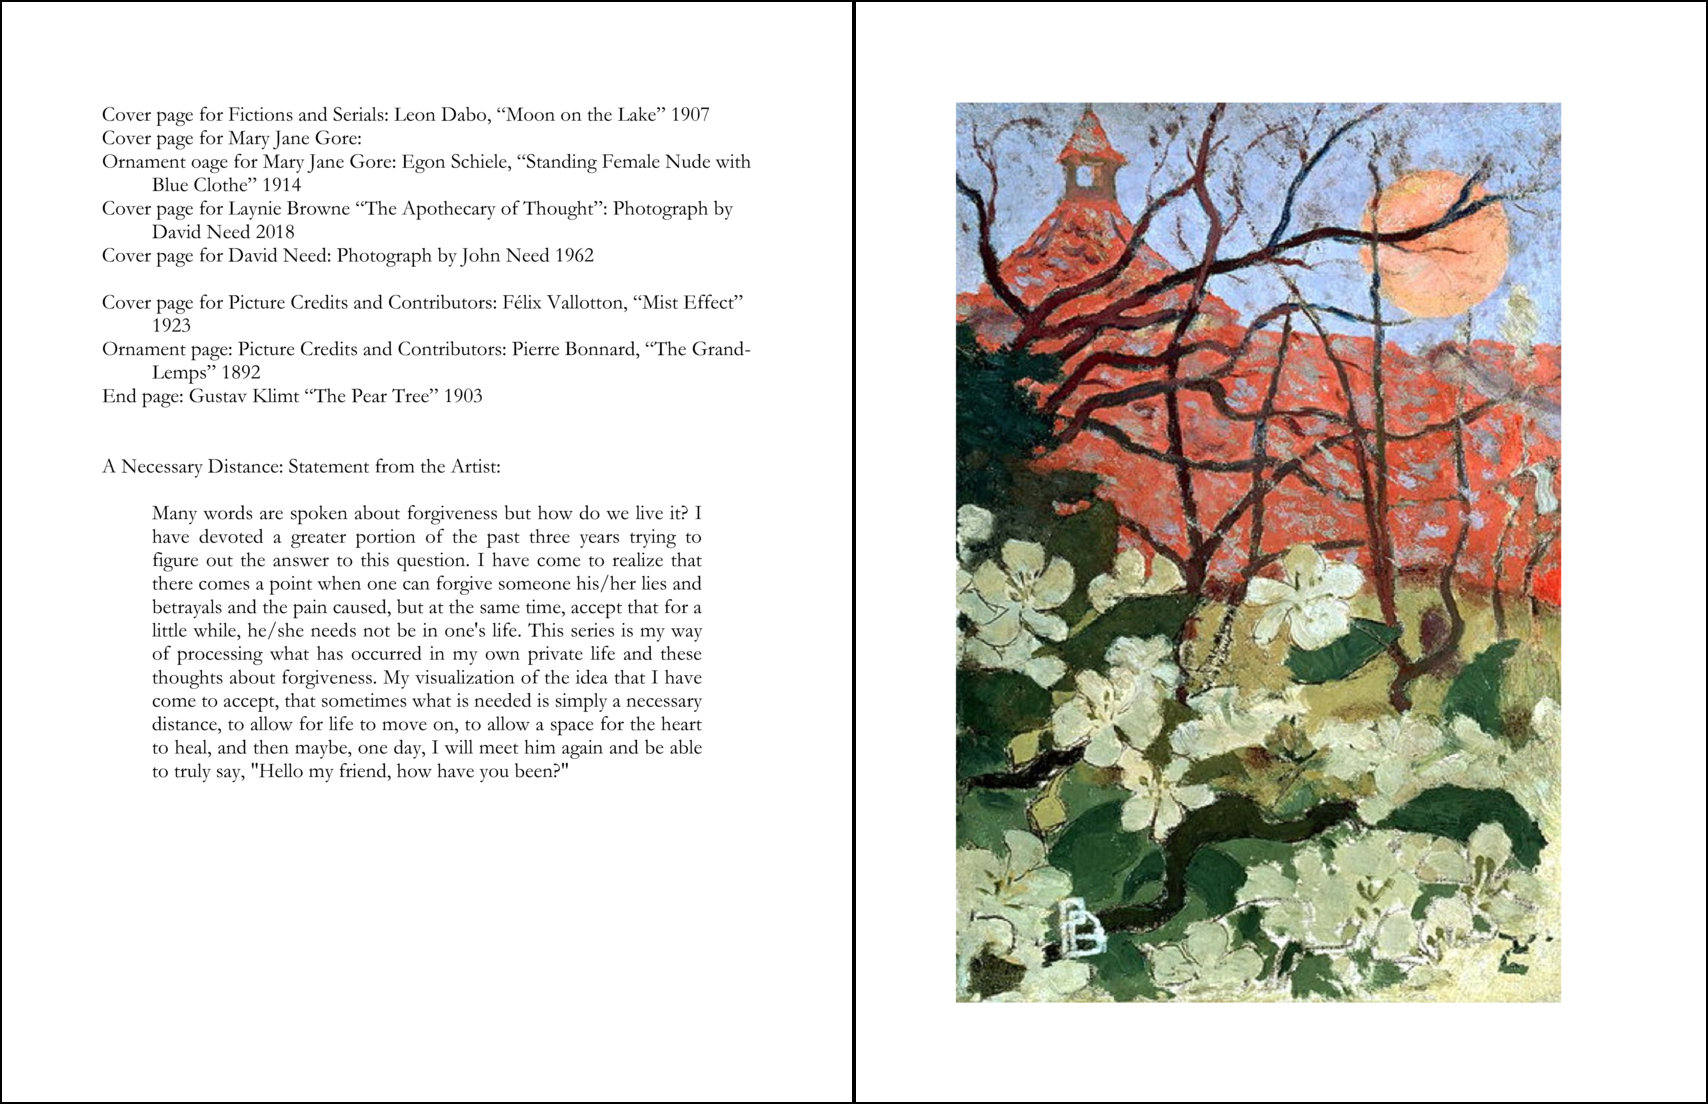 Cover page for Fictions and Serials: Leon Dabo, “Moon on the Lake” 1907
Cover page for Mary Jane Gore:
Ornament oage for Mary Jane Gore: Egon Schiele, “Standing Female Nude with
Blue Clothe” 1914
Cover page for Laynie Browne “The Apothecary of Thought”: Photograph by
David Need 2018
Cover page for David Need: Photograph by John Need 1962
Cover page for Picture Credits and Contributors: Félix Vallotton, “Mist Effect”
1923
Ornament page: Picture Credits and Contributors: Pierre Bonnard, “The Grand-
Lemps” 1892
End page: Gustav Klimt “The Pear Tree” 1903
A Necessary Distance: Statement from the Artist:
Many words are spoken about forgiveness but how do we live it? I
have devoted a greater portion of the past three years trying to
figure out the answer to this question. I have come to realize that
there comes a point when one can forgive someone his/her lies and
betrayals and the pain caused, but at the same time, accept that for a
little while, he/she needs not be in one's life. This series is my way
of processing what has occurred in my own private life and these
thoughts about forgiveness. My visualization of the idea that I have
come to accept, that sometimes what is needed is simply a necessary
distance, to allow for life to move on, to allow a space for the heart
to heal, and then maybe, one day, I will meet him again and be able
to truly say, "Hello my friend, how have you been?"